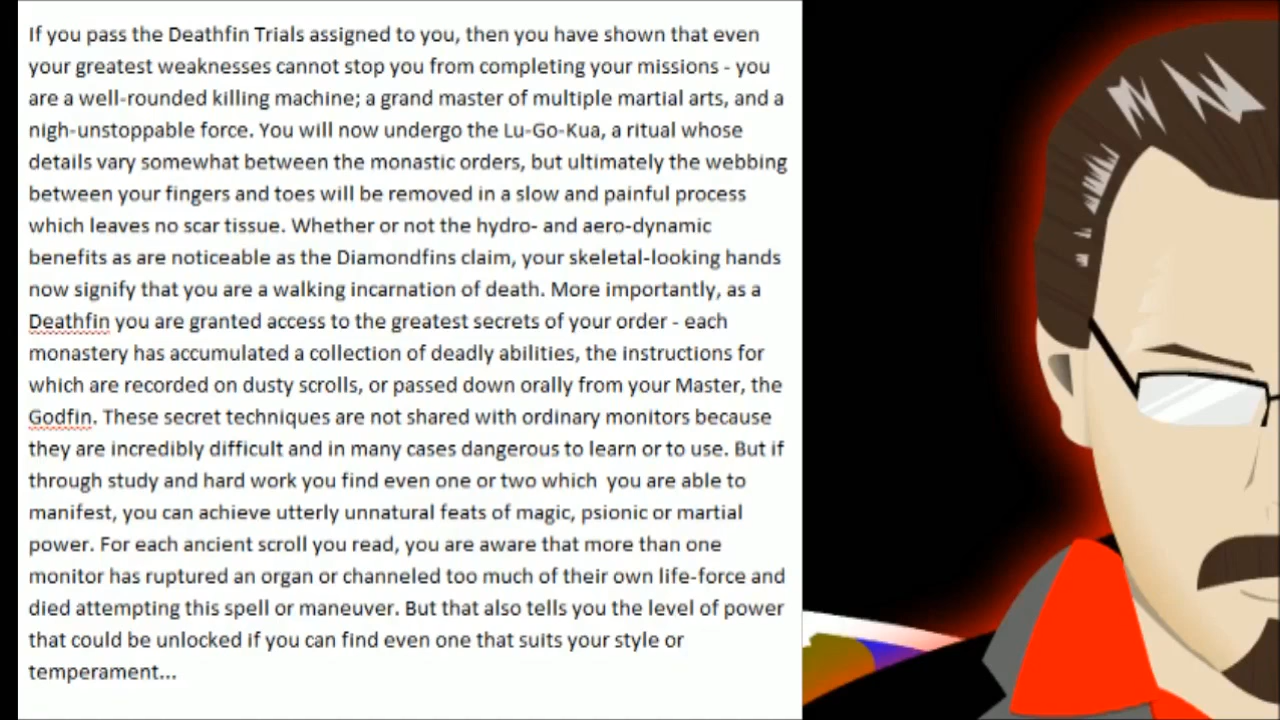 If you pass the Deathfin Trials assigned to you, then you have shown that even
your greatest weaknesses cannot stop you from completing your missions - you
are a well-rounded killing machine; a grand master of multiple martial arts, and a
nigh-unstoppable force. You will now undergo the Lu-Go-Kua, a ritual whose
details vary somewhat between the monastic orders, but ultimately the webbing
between your fingers and toes will be removed in a slow and painful process
which leaves no scar tissue. Whether or not the hydro- and aero-dynamic
benefits as are noticeable as the Diamondfins claim, your skeletal-looking hands
now signify that you are a walking incarnation of death. More importantly, as a
Deathfin you are granted access to the greatest secrets of your order - each
monastery has accumulated a collection of deadly abilities, the instructions for
which are recorded on dusty scrolls, or passed down orally from your Master, the
Godfin. These secret techniques are not shared with ordinary monitors because
they are incredibly difficult and in many cases dangerous to learn or to use. But if
through study and hard work you find even one or two which  you are able to
manifest, you can achieve utterly unnatural feats of magic, psionic or martial
power. For each ancient scroll you read, you are aware that more than one
monitor has ruptured an organ or channeled too much of their own life-force and
died attempting this spell or maneuver. But that also tells you the level of power
that could be unlocked if you can find even one that suits your style or
temperament...